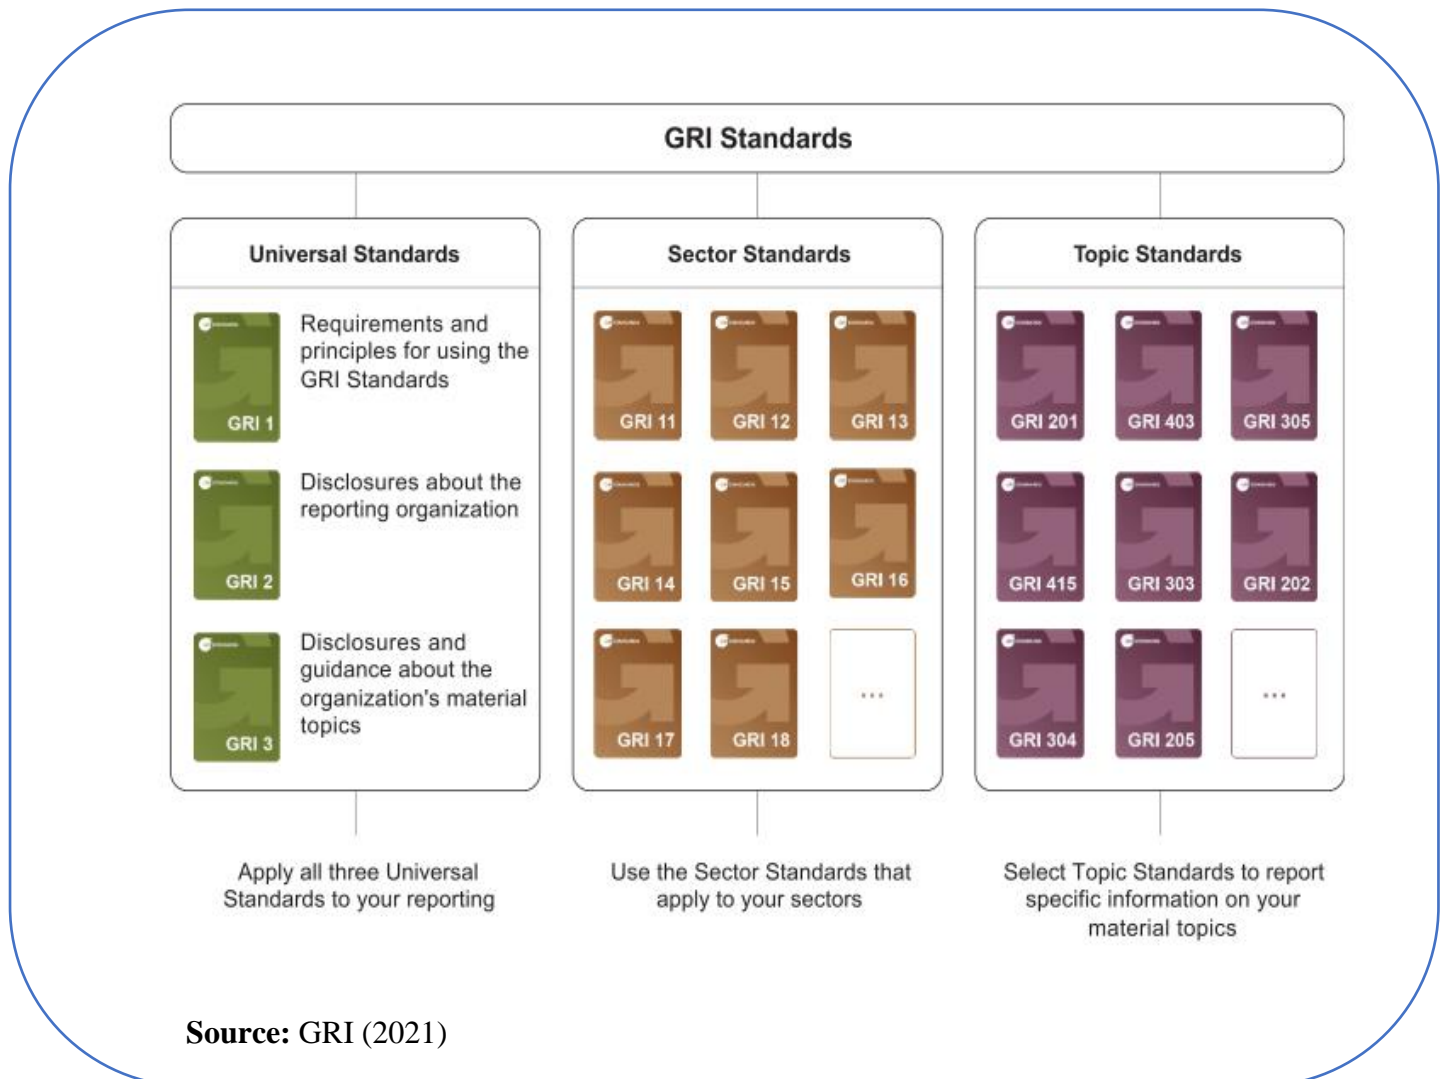 GRI Standards
Universal Standards
GRI 1
Requirements and
principles for using the
GRI Standards
GRI 2
Disclosures about the
reporting organization
GRI 3
Disclosures and
guidance about the
organization's material
topics
Apply all three Universal
Standards to your reporting
Sector Standards
GRI 11
GRI 12
GRI 13
GRI 14
GRI 15
GRI 16
GRI 17
GRI 18
...
Use the Sector Standards that
apply to your sectors
Topic Standards
GRI 201
GRI 403
GRI 305
GRI 415
GRI 303
GRI 202
GRI 304
GRI 205
...
Select Topic Standards to report
specific information on your
material topics
Source: GRI (2021)